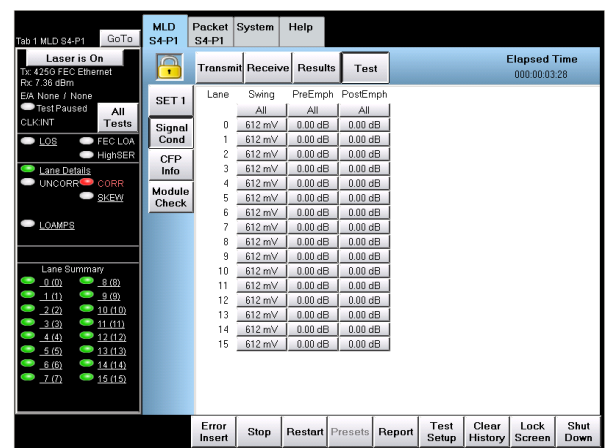 Tab 1 MLD S4-P1 GoTo
Laser is On
Tx: 425G FEC Ethernet
Rx: 7.36 dBm
E/A None / None
Test Paused
CLK:INT
All Tests
LOS FEC LOA
HighSER
Lane Details
UNCORR CORR
SKEW
LOAMPS
Lane Summary
0 (0) 8 (8)
1 (1) 9 (9)
2 (2) 10 (10)
3 (3) 11 (11)
4 (4) 12 (12)
5 (5) 13 (13)
6 (6) 14 (14)
7 (7) 15 (15)
MLD S4-P1
Packet S4-P1
System
Help
Transmit Receive Results Test
Elapsed Time
000:00:03:28
SET 1
Signal Cond
CFP Info
Module Check
Lane Swing PreEmph PostEmph
All All All
0 612 mV 0.00 dB 0.00 dB
1 612 mV 0.00 dB 0.00 dB
2 612 mV 0.00 dB 0.00 dB
3 612 mV 0.00 dB 0.00 dB
4 612 mV 0.00 dB 0.00 dB
5 612 mV 0.00 dB 0.00 dB
6 612 mV 0.00 dB 0.00 dB
7 612 mV 0.00 dB 0.00 dB
8 612 mV 0.00 dB 0.00 dB
9 612 mV 0.00 dB 0.00 dB
10 612 mV 0.00 dB 0.00 dB
11 612 mV 0.00 dB 0.00 dB
12 612 mV 0.00 dB 0.00 dB
13 612 mV 0.00 dB 0.00 dB
14 612 mV 0.00 dB 0.00 dB
15 612 mV 0.00 dB 0.00 dB
Error Insert
Stop
Restart
Presets
Report
Test Setup
Clear History
Lock Screen
Shut Down